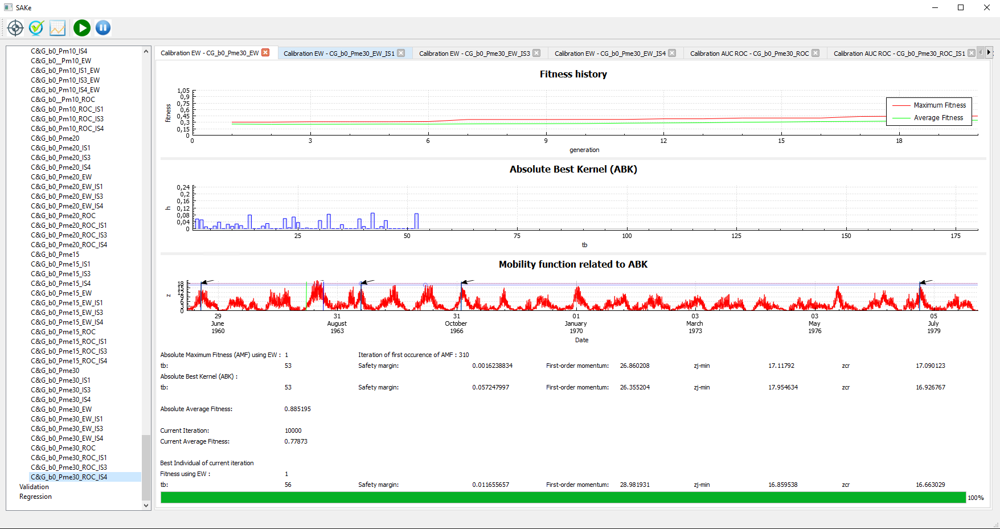 SAKe
C&G_b0_Pm10_IS4
C&G_b0__Pm10_EW
C&G_b0_Pm10_IS1_EW
C&G_b0_Pm10_IS3_EW
C&G_b0_Pm10_IS4_EW
C&G_b0__Pm10_ROC
C&G_b0_Pm10_ROC_IS1
C&G_b0_Pm10_ROC_IS3
C&G_b0_Pm10_ROC_IS4
C&G_b0_Pme20
C&G_b0_Pme20_IS1
C&G_b0_Pme20_IS3
C&G_b0_Pme20_IS4
C&G_b0_Pme20_EW
C&G_b0_Pme20_EW_IS1
C&G_b0_Pme20_EW_IS3
C&G_b0_Pme20_EW_IS4
C&G_b0_Pme20_ROC
C&G_b0_Pme20_ROC_IS1
C&G_b0_Pme20_ROC_IS3
C&G_b0_Pme20_ROC_IS4
C&G_b0_Pme15
C&G_b0_Pme15_IS1
C&G_b0_Pme15_IS3
C&G_b0_Pme15_IS4
C&G_b0_Pme15_EW
C&G_b0_Pme15_EW_IS1
C&G_b0_Pme15_EW_IS3
C&G_b0_Pme15_EW_IS4
C&G_b0_Pme15_ROC
C&G_b0_Pme15_ROC_IS1
C&G_b0_Pme15_ROC_IS3
C&G_b0_Pme15_ROC_IS4
C&G_b0_Pme30
C&G_b0_Pme30_IS1
C&G_b0_Pme30_IS3
C&G_b0_Pme30_IS4
C&G_b0_Pme30_EW
C&G_b0_Pme30_EW_IS1
C&G_b0_Pme30_EW_IS3
C&G_b0_Pme30_EW_IS4
C&G_b0_Pme30_ROC
C&G_b0_Pme30_ROC_IS1
C&G_b0_Pme30_ROC_IS3
C&G_b0_Pme30_ROC_IS4
Validation
Regression
Calibration EW - CG_b0_Pme30_EW Calibration EW - CG_b0_Pme30_EW_IS1 Calibration EW - CG_b0_Pme30_EW_IS3 Calibration EW - CG_b0_Pme30_EW_IS4 Calibration AUC ROC - CG_b0_Pme30_ROC Calibration AUC ROC - CG_b0_Pme30_ROC_IS1
Fitness history
1,05
0,9
0,75
0,6
0,45
0,3
0,15
0
fitness
Maximum Fitness
Average Fitness
0 3 6 9 12 15 18
generation
Absolute Best Kernel (ABK)
0,24
0,2
0,16
0,12
0,08
0,04
0
h
25 50 75 100 125 150 175
tb
Mobility function related to ABK
18
15
12
9
6
3
0
z
29 31 31 01 03 03 05
June August October January March May July
1960 1963 1966 1970 1973 1976 1979
Date
Absolute Maximum Fitness (AMF) using EW : 1 Iteration of first occurence of AMF : 310
tb: 53 Safety margin: 0.0016238834 First-order momentum: 26.860208 zj-min 17.11792 zcr 17.090123
Absolute Best Kernel (ABK) :
tb: 53 Safety margin: 0.057247997 First-order momentum: 26.355204 zj-min 17.954634 zcr 16.926767
Absolute Average Fitness: 0.885195
Current Iteration: 10000
Current Average Fitness: 0.77873
Best Individual of current iteration
Fitness using EW : 1
tb: 56 Safety margin: 0.011655657 First-order momentum: 28.981931 zj-min 16.859538 zcr 16.663029
100%